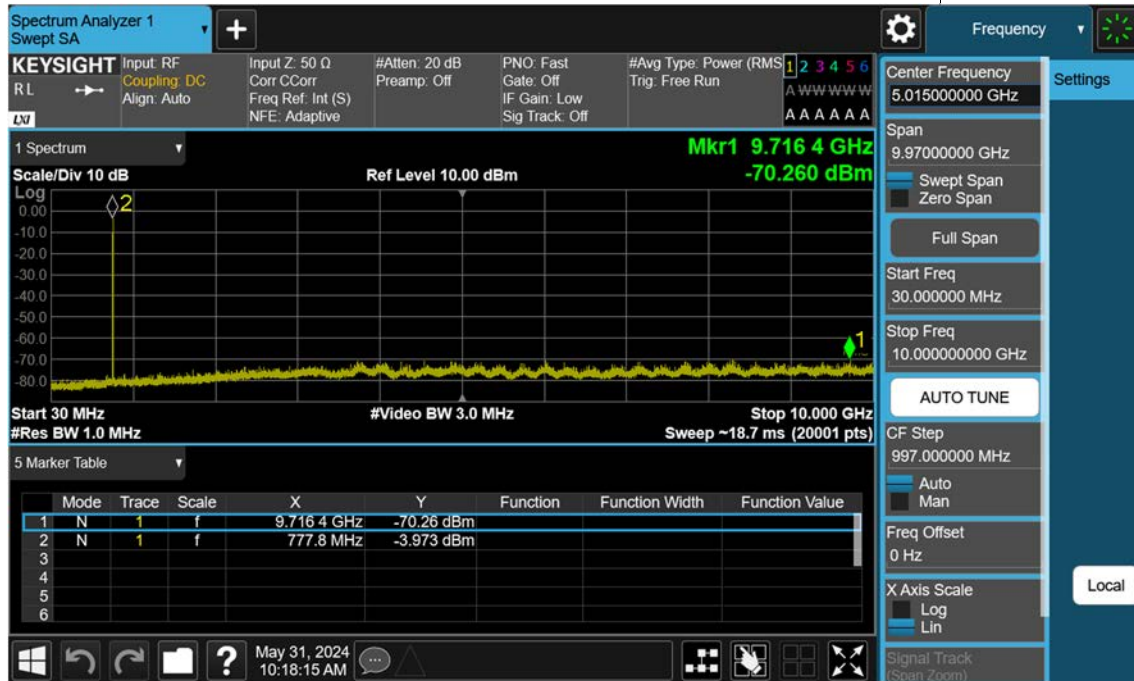 Spectrum Analyzer 1
Swept SA
Frequency
KEYSIGHT
RL
LXI
Input: RF
Coupling: DC
Align: Auto
Input Z: 50 Ω
Corr CCorr
Freq Ref: Int (S)
NFE: Adaptive
#Atten: 20 dB
Preamp: Off
PNO: Fast
Gate: Off
IF Gain: Low
Sig Track: Off
#Avg Type: Power (RMS
Trig: Free Run
1 2 3 4 5 6
A W W W W W
A A A A A A
1 Spectrum
Mkr1 9.716 4 GHz
Scale/Div 10 dB
Ref Level 10.00 dBm
-70.260 dBm
Log
0.00
-10.0
-20.0
-30.0
-40.0
-50.0
-60.0
-70.0
-80.0
2
1
Start 30 MHz
#Video BW 3.0 MHz
Stop 10.000 GHz
#Res BW 1.0 MHz
Sweep ~18.7 ms (20001 pts)
5 Marker Table
Mode Trace Scale X Y Function Function Width Function Value
1 N 1 f 9.716 4 GHz -70.26 dBm
2 N 1 f 777.8 MHz -3.973 dBm
3
4
5
6
?
May 31, 2024
10:18:15 AM
Center Frequency
5.015000000 GHz
Settings
Span
9.97000000 GHz
Swept Span
Zero Span
Full Span
Start Freq
30.000000 MHz
Stop Freq
10.000000000 GHz
AUTO TUNE
CF Step
997.000000 MHz
Auto
Man
Freq Offset
0 Hz
X Axis Scale
Log
Lin
Local
Signal Track
(Span Zoom)